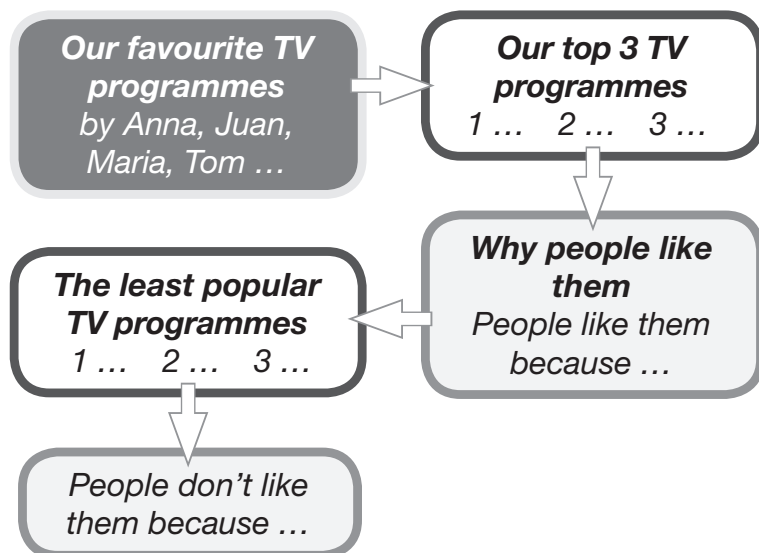 Our favourite TV
programmes
by Anna, Juan,
Maria, Tom …
Our top 3 TV
programmes
1 … 2 … 3 …
Why people like
them
People like them
because …
The least popular
TV programmes
1 … 2 … 3 …
People don’t like
them because …